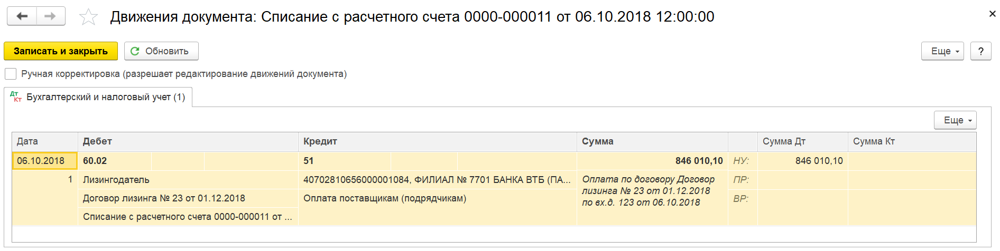 Движения документа: Списание с расчетного счета 0000-000011 от 06.10.2018 12:00:00
Записать и закрыть
Обновить
Еще
?
Ручная корректировка (разрешает редактирование движений документа)
Дт Кт Бухгалтерский и налоговый учет (1)
Еще
Дата Дебет Кредит Сумма Сумма Дт Сумма Кт
06.10.2018 60.02 51 846 010,10 НУ: 846 010,10
1 Лизингодатель 40702810656000001084, ФИЛИАЛ № 7701 БАНКА ВТБ (ПА... Оплата по договору Договор ПР:
лизинга № 23 от 01.12.2018
Договор лизинга № 23 от 01.12.2018 Оплата поставщикам (подрядчикам) по вх.д. 123 от 06.10.2018 ВР:
Списание с расчетного счета 0000-000011 от ...